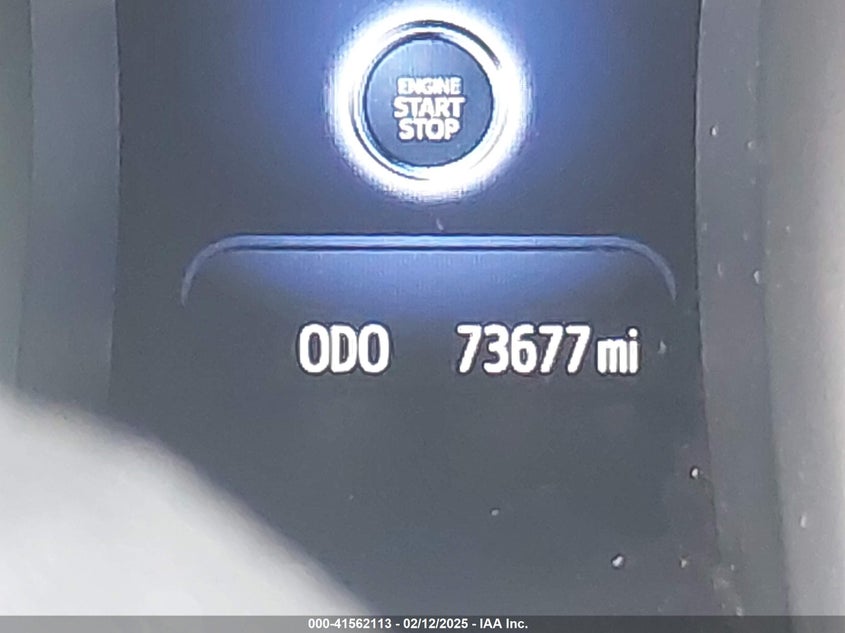 ENGINE
START
STOP
ODO 73677 mi
000-41562113 - 02/12/2025 - IAA Inc.